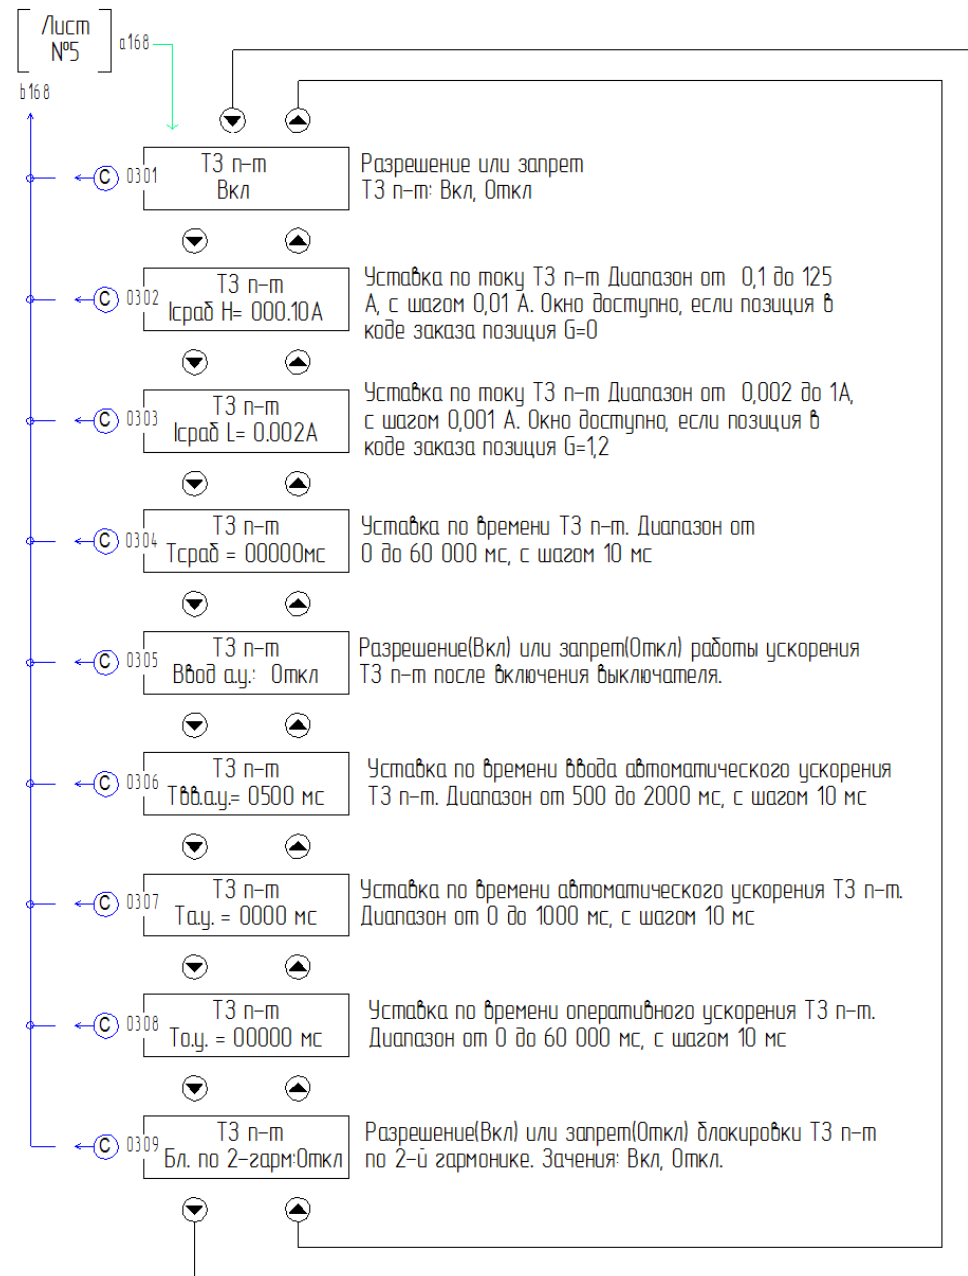 Лист
№5
а168
b168
С 0301
ТЗ п-т
Вкл
Разрешение или запрет
ТЗ п-т: Вкл, Откл
С 0302
ТЗ п-т
Iсраб Н= 000.10А
Уставка по току ТЗ п-т Диапазон от 0,1 до 125
А, с шагом 0,01 А. Окно доступно, если позиция в
коде заказа позиция G=0
С 0303
ТЗ п-т
Iсраб L= 0.002А
Уставка по току ТЗ п-т Диапазон от 0,002 до 1А,
с шагом 0,001 А. Окно доступно, если позиция в
коде заказа позиция G=1,2
С 0304
ТЗ п-т
Тсраб = 00000мс
Уставка по времени ТЗ п-т. Диапазон от
0 до 60 000 мс, с шагом 10 мс
С 0305
ТЗ п-т
Ввод а.у.: Откл
Разрешение(Вкл) или запрет(Откл) работы ускорения
ТЗ п-т после включения выключателя.
С 0306
ТЗ п-т
Твв.а.у.= 0500 мс
Уставка по времени ввода автоматического ускорения
ТЗ п-т. Диапазон от 500 до 2000 мс, с шагом 10 мс
С 0307
ТЗ п-т
Та.у. = 0000 мс
Уставка по времени автоматического ускорения ТЗ п-т.
Диапазон от 0 до 1000 мс, с шагом 10 мс
С 0308
ТЗ п-т
То.у. = 00000 мс
Уставка по времени оперативного ускорения ТЗ п-т.
Диапазон от 0 до 60 000 мс, с шагом 10 мс
С 0309
ТЗ п-т
Бл. по 2-гарм:Откл
Разрешение(Вкл) или запрет(Откл) блокировки ТЗ п-т
по 2-й гармонике. Зачения: Вкл, Откл.